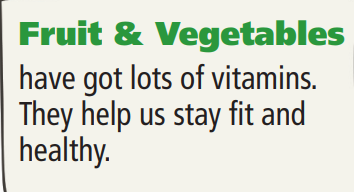 Fruit & Vegetables
have got lots of vitamins.
They help us stay fit and
healthy.